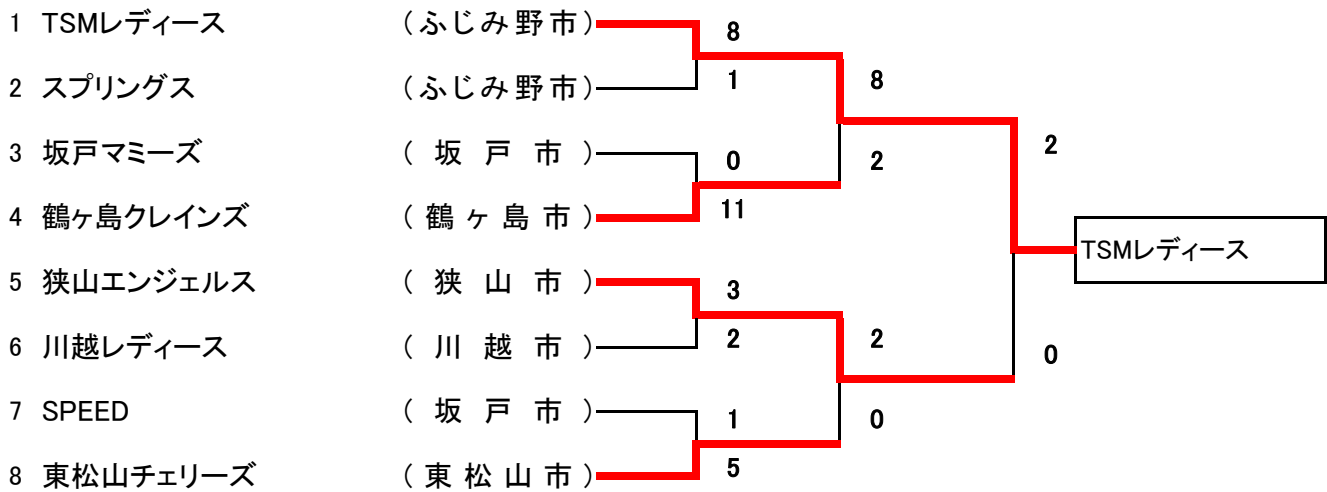 1 TSMレディース (ふじみ野市) 8
2 スプリングス (ふじみ野市) 1 8
3 坂戸マミーズ (坂戸市) 0 2 2
4 鶴ヶ島クレインズ (鶴ヶ島市) 11
TSMレディース
5 狭山エンジェルス (狭山市) 3
6 川越レディース (川越市) 2 2 0
7 SPEED (坂戸市) 1 0
8 東松山チェリーズ (東松山市) 5